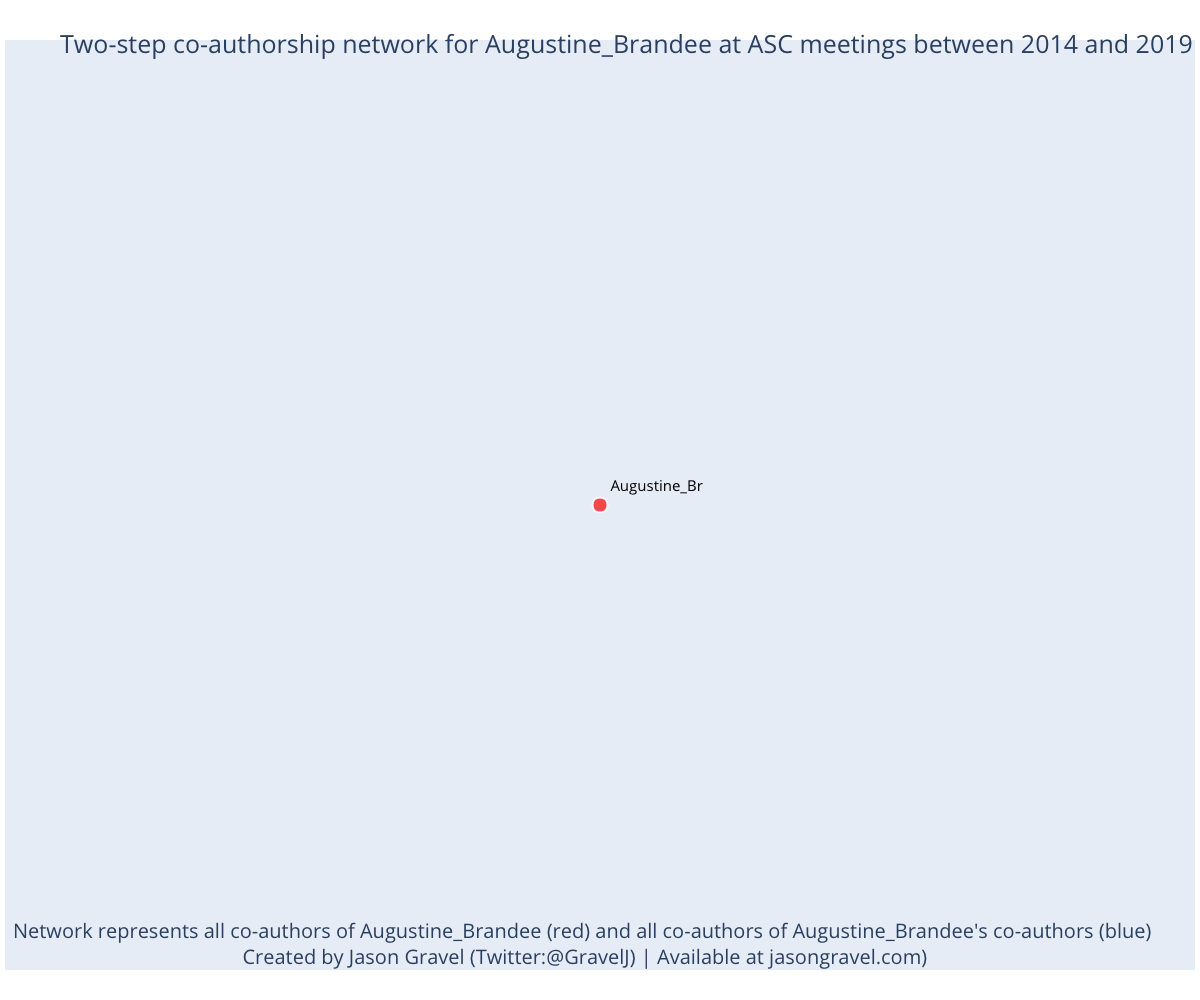 Two-step co-authorship network for Augustine_Brandee at ASC meetings between 2014 and 2019
Augustine_Br
Network represents all co-authors of Augustine_Brandee (red) and all co-authors of Augustine_Brandee's co-authors (blue)
Created by Jason Gravel (Twitter:@GravelJ) | Available at jasongravel.com)